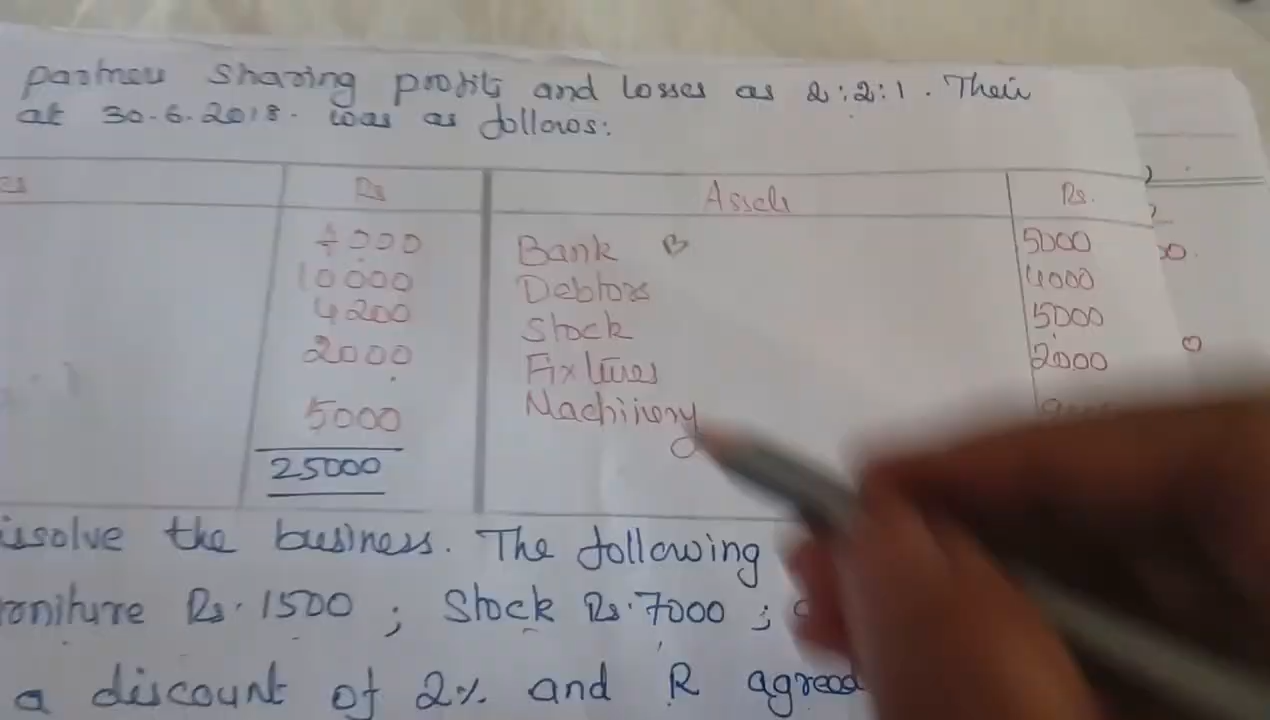 partners sharing profits and losses as 2:2:1. Their
at 30.6.2018. was as follows:
Rs Assets Rs.
4000 Bank B 5000
10000 Debtors 4000
4200 Stock 5000
2000 Fixtures 2000
5000 Machinery
25000
issolve the business. The following
rniture Rs. 1500 ; Stock Rs. 7000 ;
a discount of 2% and R agreed